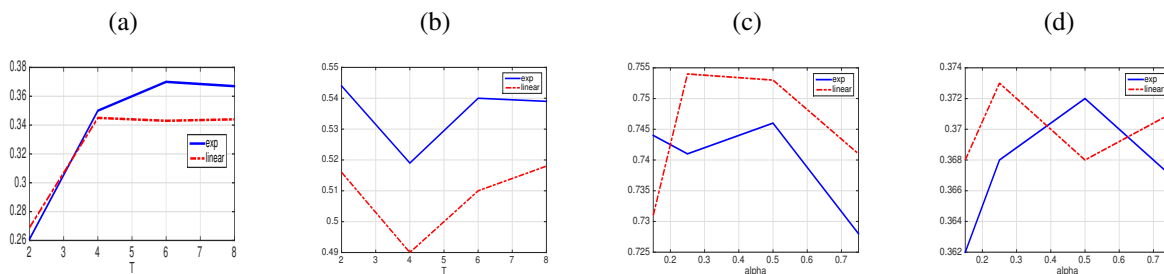 (a)
(b)
(c)
(d)
0.38
0.36
0.34
0.32
0.3
0.28
0.26
2 3 4 5 6 7 8
T
exp
linear
0.55
0.54
0.53
0.52
0.51
0.5
0.49
2 3 4 5 6 7 8
T
exp
linear
0.755
0.75
0.745
0.74
0.735
0.73
0.725
0.2 0.3 0.4 0.5 0.6 0.7
alpha
exp
linear
0.374
0.372
0.37
0.368
0.366
0.364
0.362
0.2 0.3 0.4 0.5 0.6 0.7
alpha
exp
linear